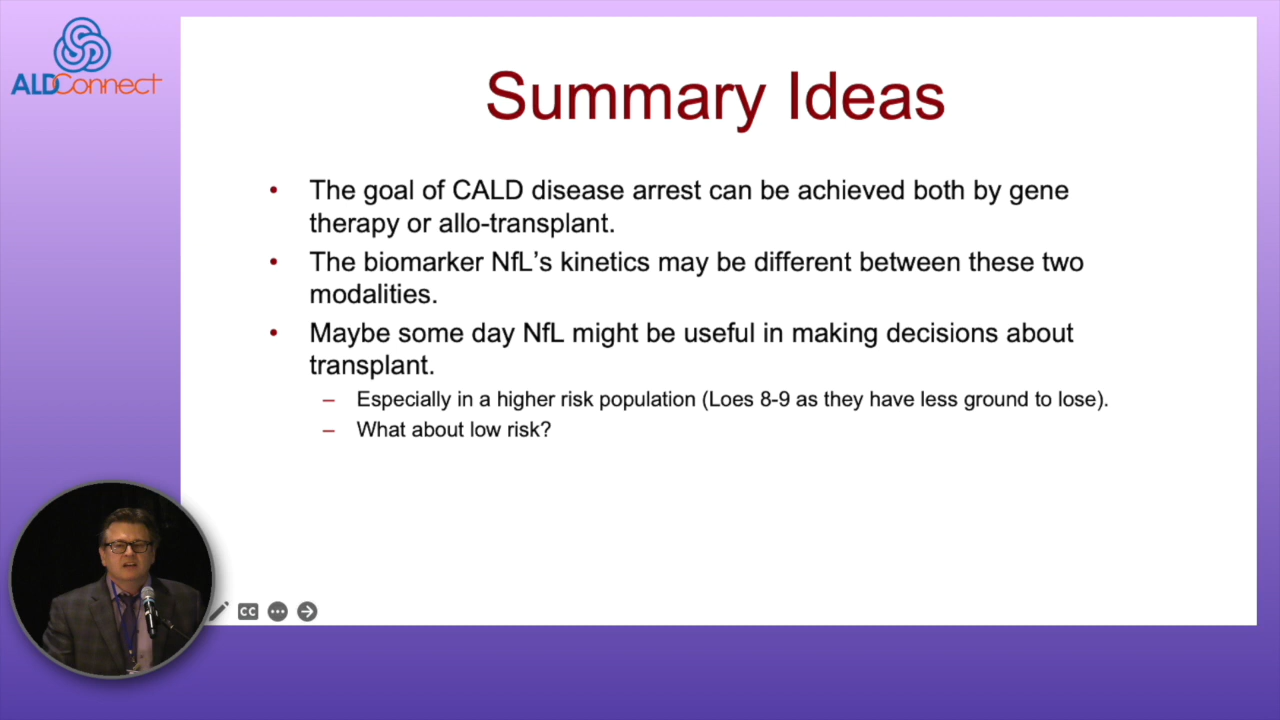 ALDConnect
Summary Ideas
• The goal of CALD disease arrest can be achieved both by gene
therapy or allo-transplant.
• The biomarker NfL’s kinetics may be different between these two
modalities.
• Maybe some day NfL might be useful in making decisions about
transplant.
– Especially in a higher risk population (Loes 8-9 as they have less ground to lose).
– What about low risk?
CC